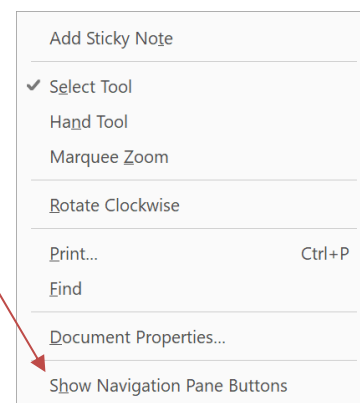 Add Sticky Note
Select Tool
Hand Tool
Marquee Zoom
Rotate Clockwise
Print... Ctrl+P
Find
Document Properties...
Show Navigation Pane Buttons